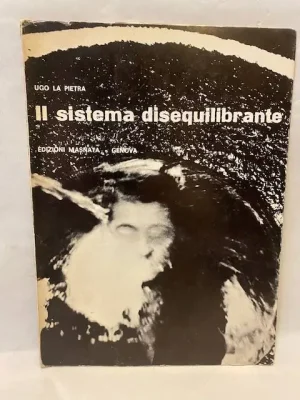 UGO LA PIETRA
Il sistema disequilibrante
EDIZIONI MASNATA - GENOVA